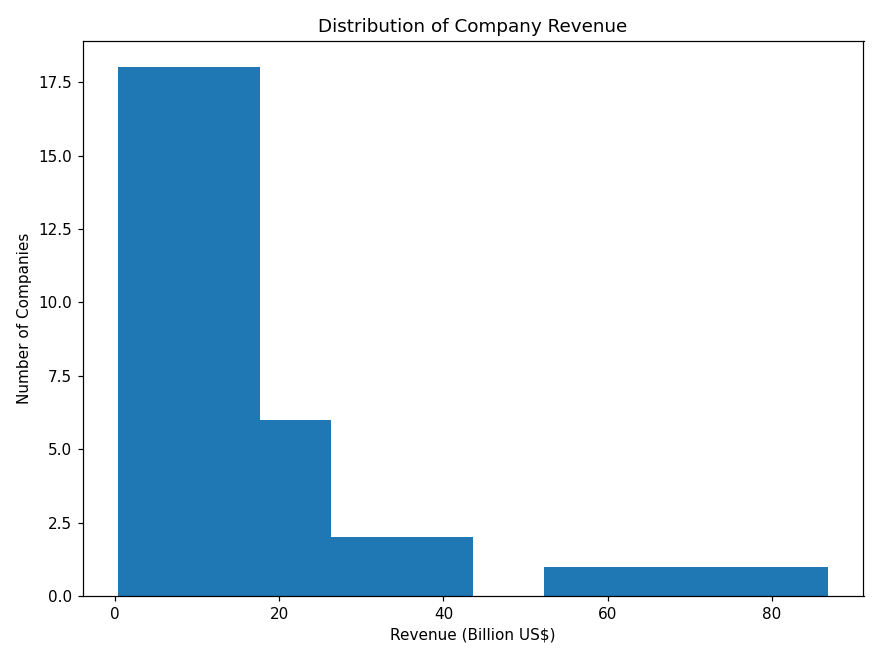 Distribution of Company Revenue
Number of Companies
17.5
15.0
12.5
10.0
7.5
5.0
2.5
0.0
0 20 40 60 80
Revenue (Billion US$)